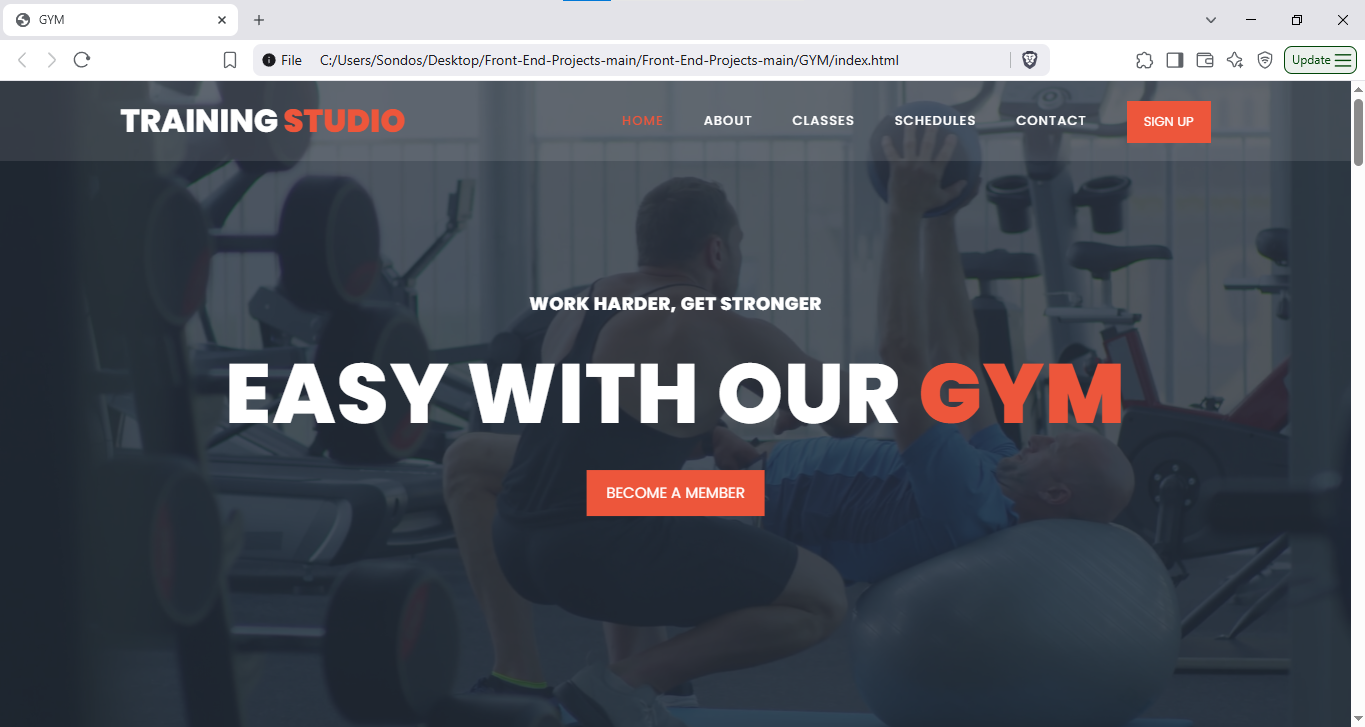 GYM
File C:/Users/Sondos/Desktop/Front-End-Projects-main/Front-End-Projects-main/GYM/index.html
Update
TRAINING STUDIO
HOME ABOUT CLASSES SCHEDULES CONTACT SIGN UP
WORK HARDER, GET STRONGER
EASY WITH OUR GYM
BECOME A MEMBER